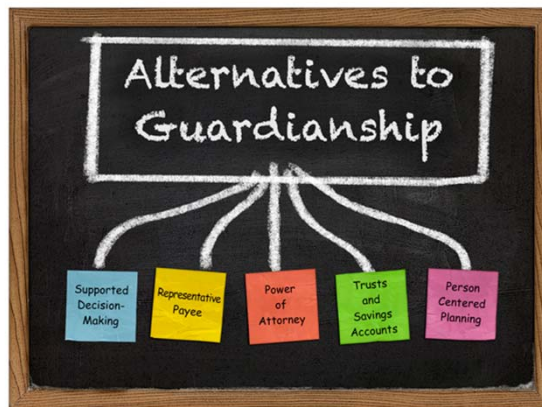 Alternatives to
Guardianship
Supported
Decision-
Making
Representative
Payee
Power
of
Attorney
Trusts
and
Savings
Accounts
Person
Centered
Planning